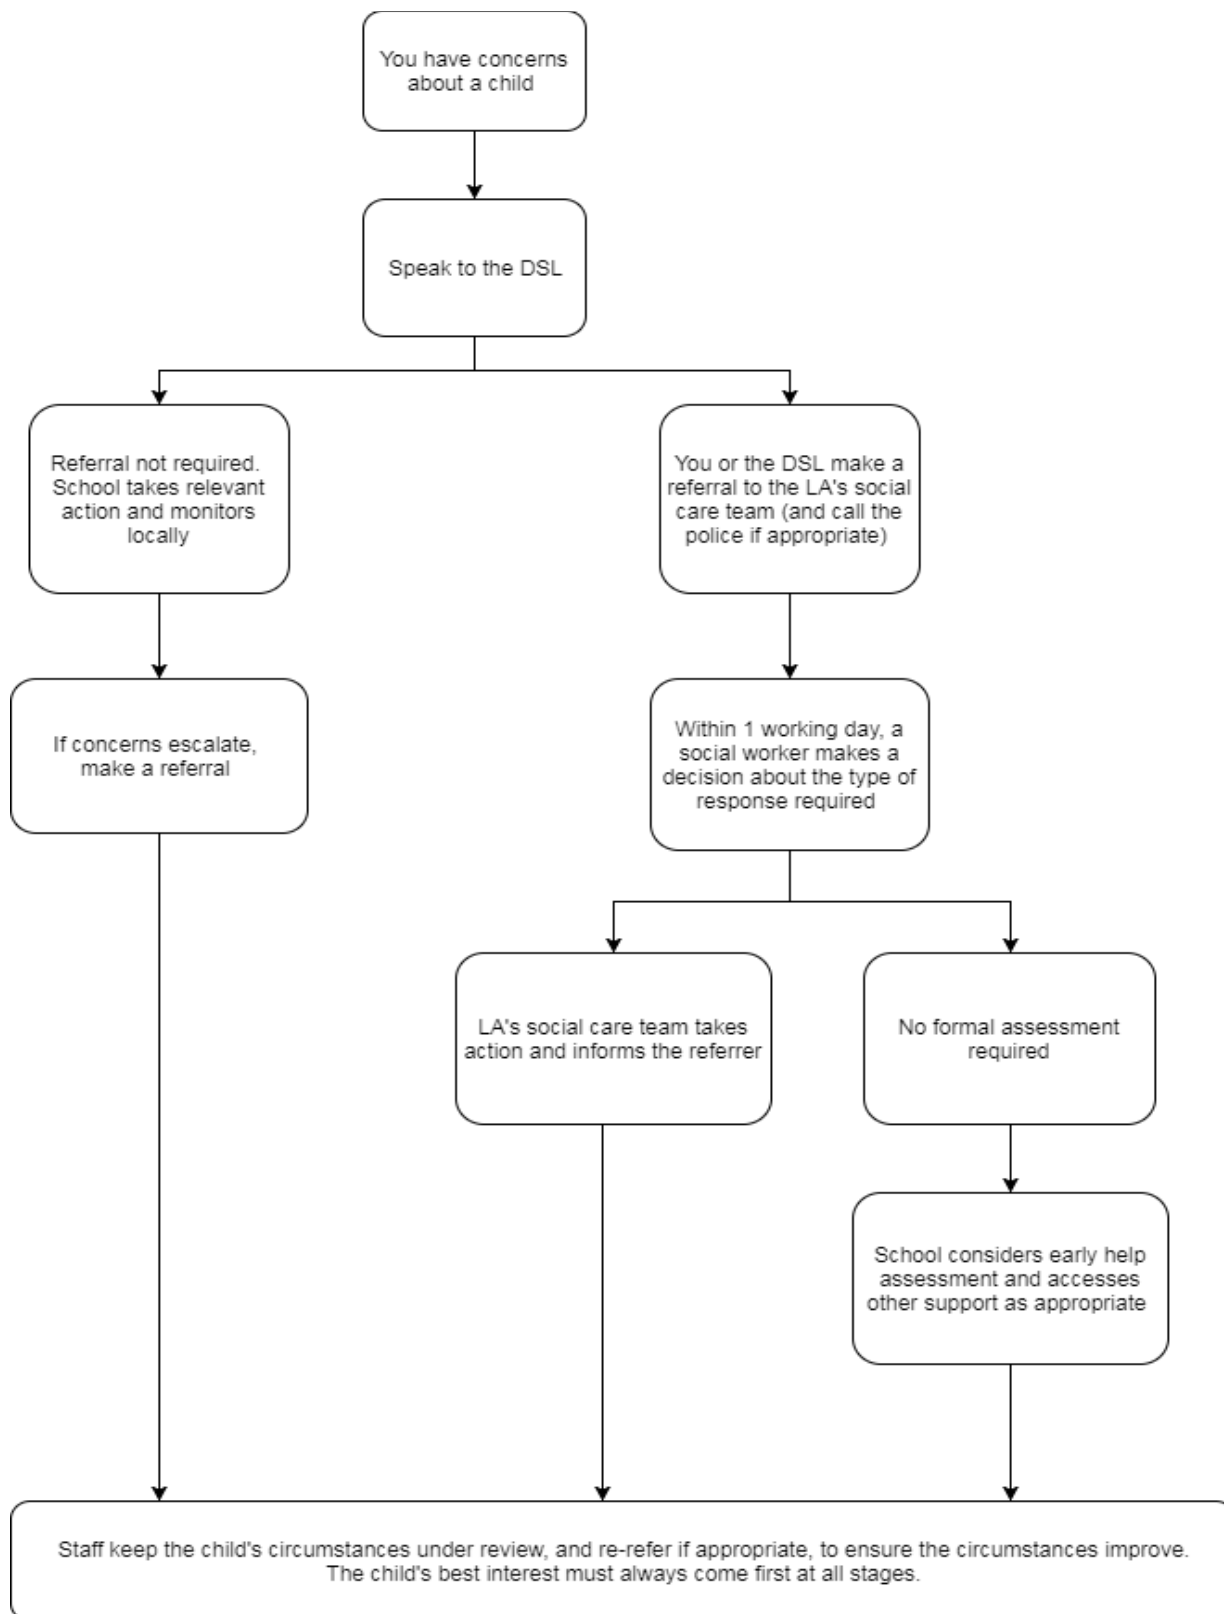 You have concerns
about a child
Speak to the DSL
Referral not required.
School takes relevant
action and monitors
locally
You or the DSL make a
referral to the LA's social
care team (and call the
police if appropriate)
If concerns escalate,
make a referral
Within 1 working day, a
social worker makes a
decision about the type of
response required
LA's social care team takes
action and informs the referrer
No formal assessment
required
School considers early help
assessment and accesses
other support as appropriate
Staff keep the child's circumstances under review, and re-refer if appropriate, to ensure the circumstances improve.
The child's best interest must always come first at all stages.